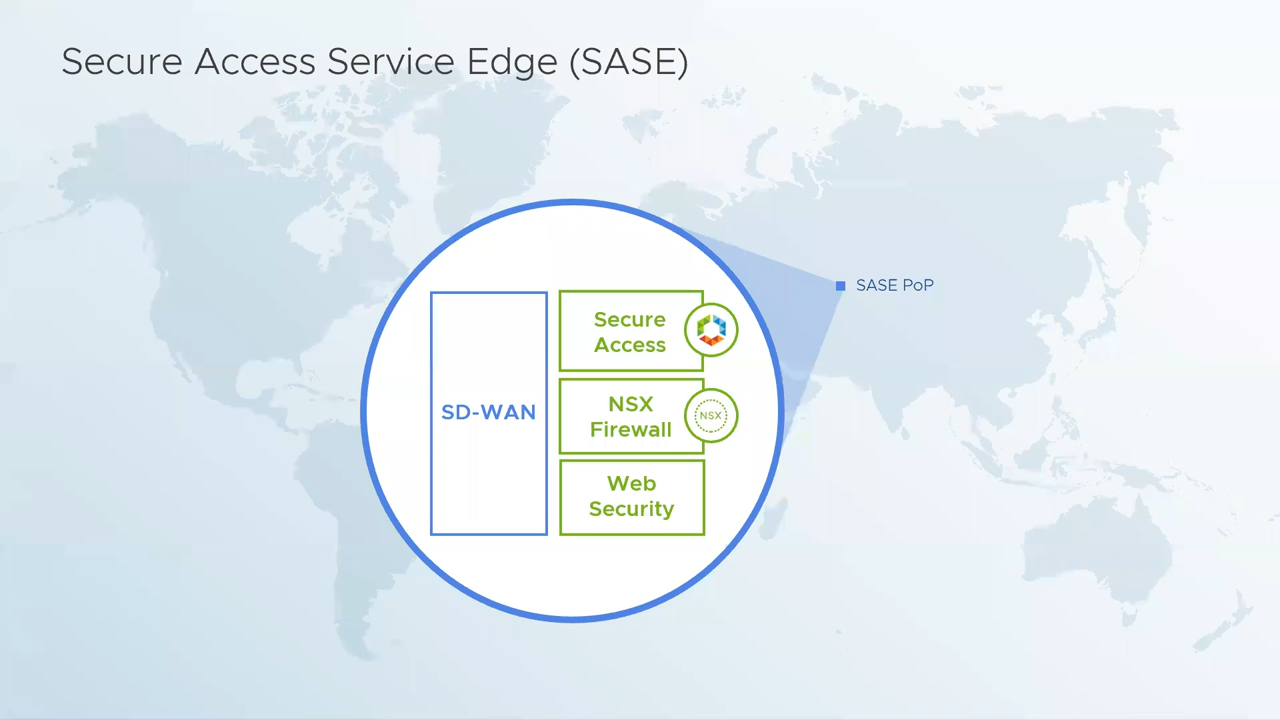 Secure Access Service Edge (SASE)
SASE PoP
SD-WAN
Secure
Access
NSX
Firewall
NSX
Web
Security